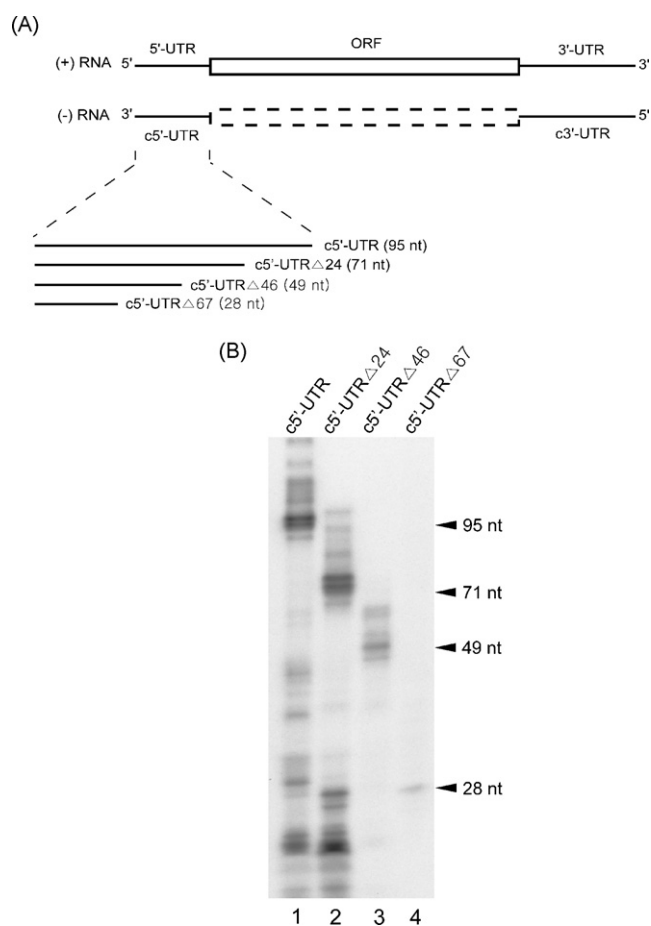 (A)
5'-UTR ORF 3'-UTR
(+) RNA 5' 3'
(-) RNA 3' 5'
c5'-UTR c3'-UTR
c5'-UTR (95 nt)
c5'-UTR△24 (71 nt)
c5'-UTR△46 (49 nt)
c5'-UTR△67 (28 nt)
(B)
c5'-UTR
c5'-UTR△24
c5'-UTR△46
c5'-UTR△67
95 nt
71 nt
49 nt
28 nt
1 2 3 4